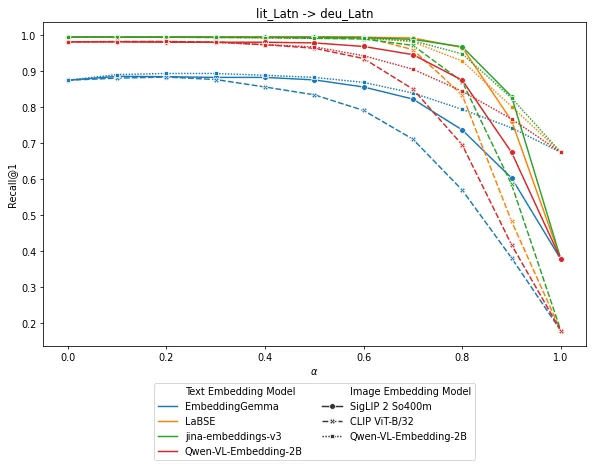 lit_Latn -> deu_Latn
Recall@1
1.0
0.9
0.8
0.7
0.6
0.5
0.4
0.3
0.2
0.0 0.2 0.4 0.6 0.8 1.0
α
Text Embedding Model Image Embedding Model
EmbeddingGemma SigLIP 2 So400m
LaBSE CLIP ViT-B/32
jina-embeddings-v3 Qwen-VL-Embedding-2B
Qwen-VL-Embedding-2B